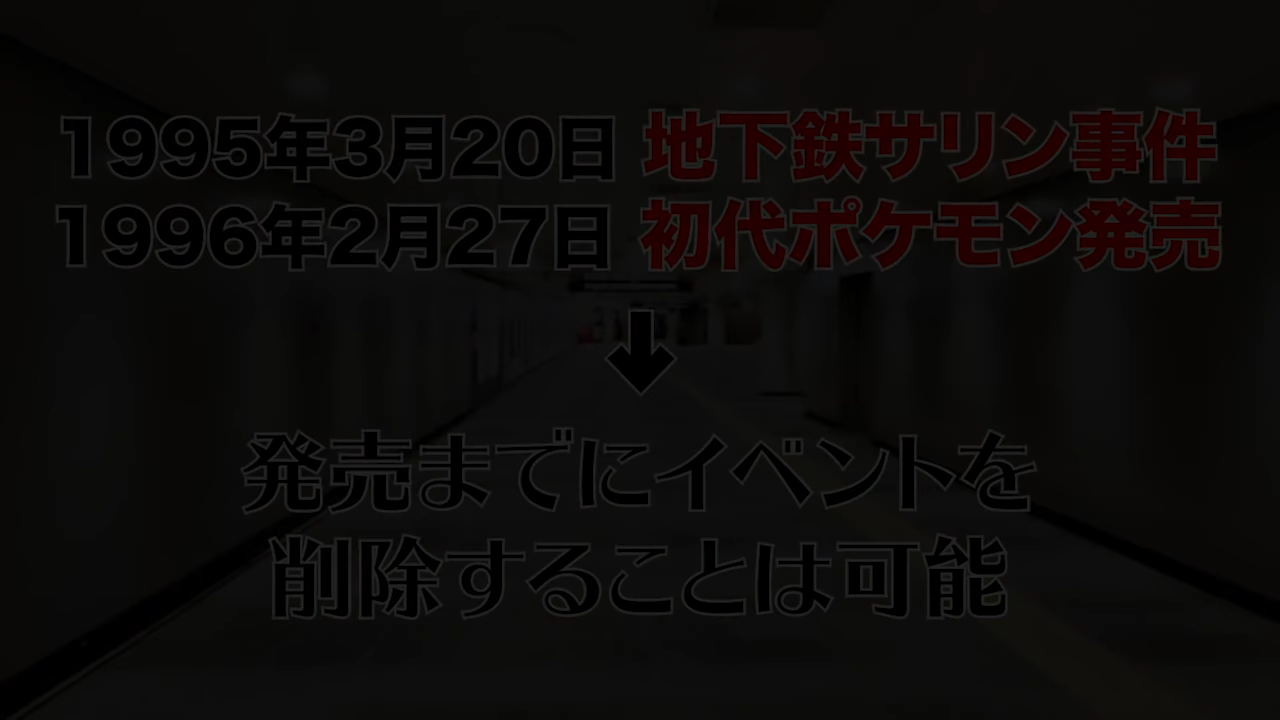 1995年3月20日 地下鉄サリン事件
1996年2月27日 初代ポケモン発売
発売までにイベントを
削除することは可能